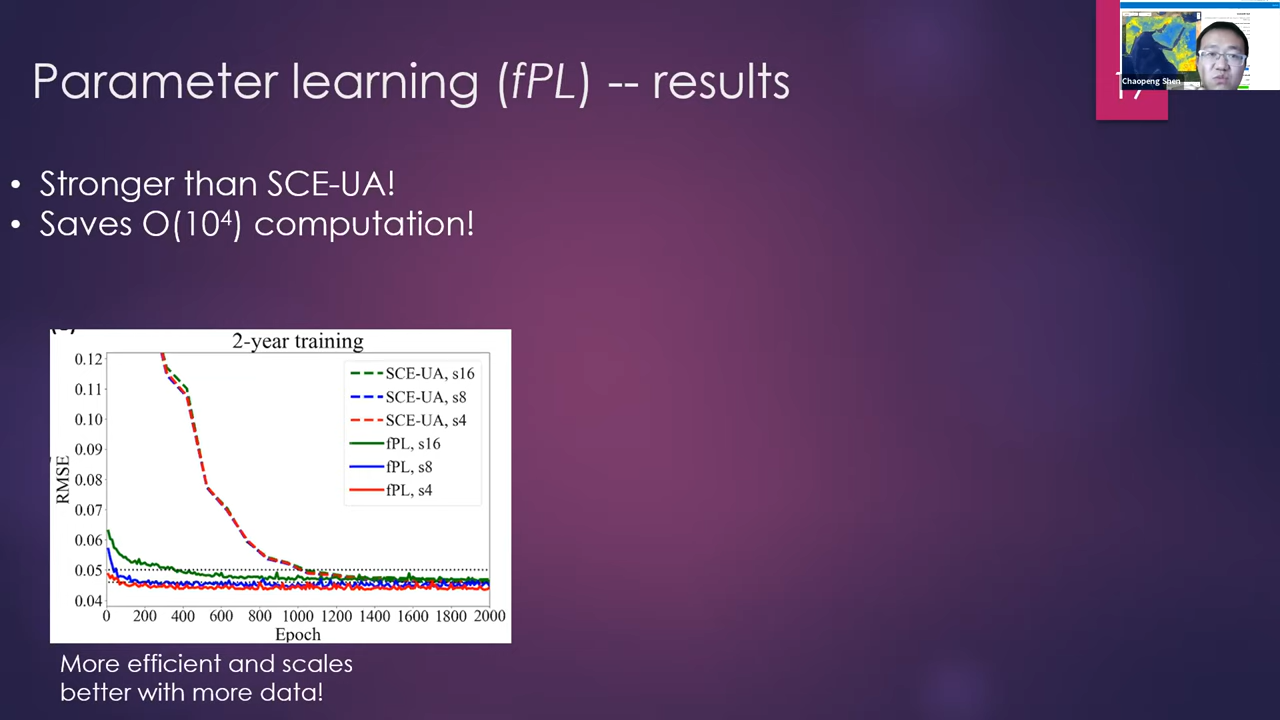 Parameter learning (fPL) -- results
Chaopeng Shen
• Stronger than SCE-UA!
• Saves O(10⁴) computation!
2-year training
0.12
0.11
0.10
0.09
0.08
0.07
0.06
0.05
0.04
RMSE
SCE-UA, s16
SCE-UA, s8
SCE-UA, s4
fPL, s16
fPL, s8
fPL, s4
0 200 400 600 800 1000 1200 1400 1600 1800 2000
Epoch
More efficient and scales
better with more data!